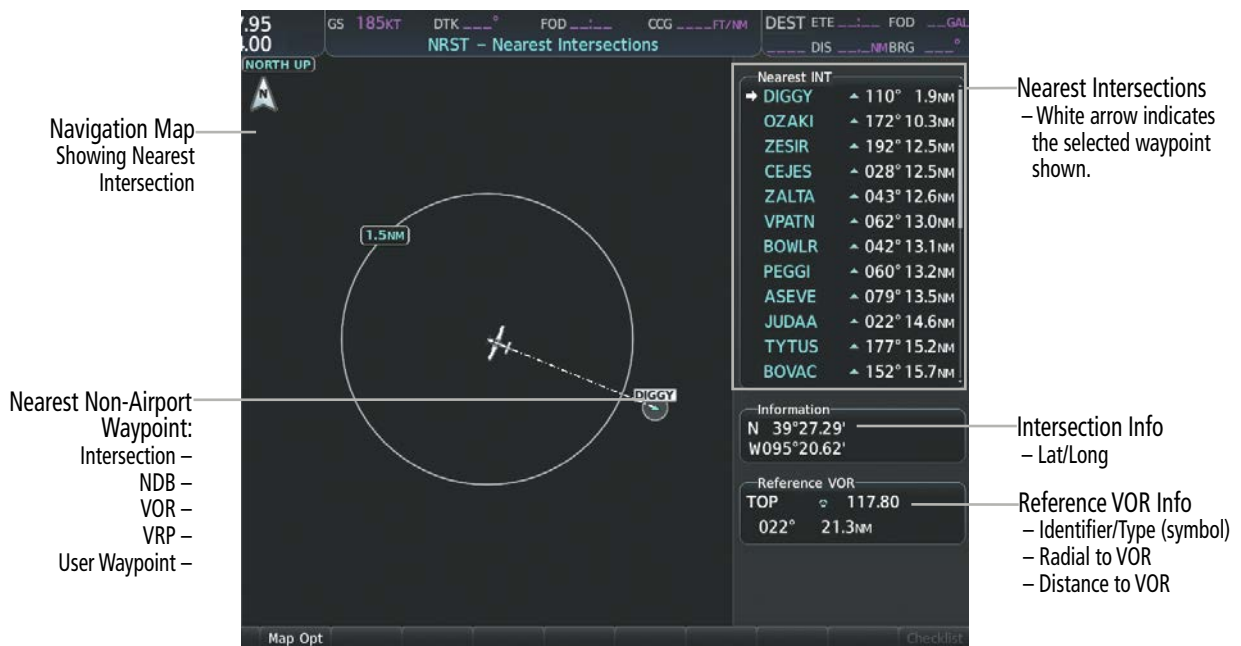 7.95
4.00
GS 185KT DTK ___° FOD __:__ CCG ____FT/NM
NRST – Nearest Intersections
DEST ETE __:__ FOD __GAL
____ DIS __._NM BRG ___°
NORTH UP
N
1.5NM
DIGGY
Nearest INT
DIGGY 110° 1.9NM
OZAKI 172° 10.3NM
ZESIR 192° 12.5NM
CEJES 028° 12.5NM
ZALTA 043° 12.6NM
VPATN 062° 13.0NM
BOWLR 042° 13.1NM
PEGGI 060° 13.2NM
ASEVE 079° 13.5NM
JUDAA 022° 14.6NM
TYTUS 177° 15.2NM
BOVAC 152° 15.7NM
Information
N 39°27.29'
W095°20.62'
Reference VOR
TOP 117.80
022° 21.3NM
Map Opt
Checklist
Navigation Map
Showing Nearest
Intersection
Nearest Non-Airport
Waypoint:
Intersection –
NDB –
VOR –
VRP –
User Waypoint –
Nearest Intersections
– White arrow indicates
the selected waypoint
shown.
Intersection Info
– Lat/Long
Reference VOR Info
– Identifier/Type (symbol)
– Radial to VOR
– Distance to VOR